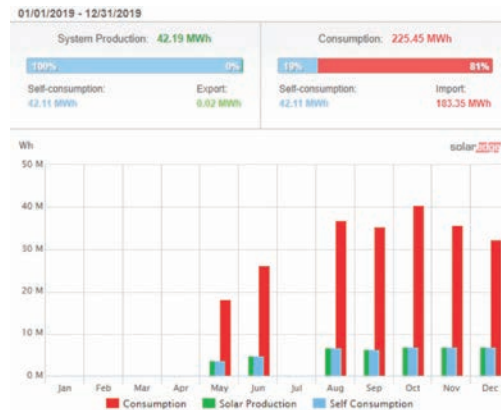 01/01/2019 - 12/31/2019
System Production: 42.19 MWh
Consumption: 225.45 MWh
100% 0%
19% 81%
Self-consumption: Export:
42.11 MWh 0.02 MWh
Self-consumption: Import:
42.11 MWh 183.35 MWh
Wh
solaredge
50 M
40 M
30 M
20 M
10 M
0 M
Jan Feb Mar Apr May Jun Jul Aug Sep Oct Nov Dec
Consumption Solar Production Self Consumption